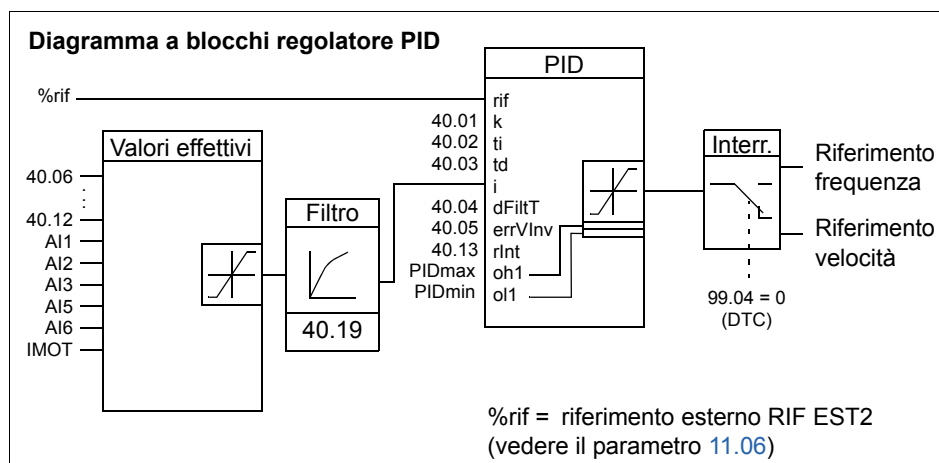 Diagramma a blocchi regolatore PID
PID
%rif
rif
40.01
k
40.02
ti
40.03
td
i
40.04
dFiltT
40.05
errVInv
40.13
rInt
PIDmax
oh1
PIDmin
ol1
Valori effettivi
40.06
40.12
AI1
AI2
AI3
AI5
AI6
IMOT
Filtro
40.19
Interr.
Riferimento
frequenza
Riferimento
velocità
99.04 = 0
(DTC)
%rif = riferimento esterno RIF EST2
(vedere il parametro 11.06)